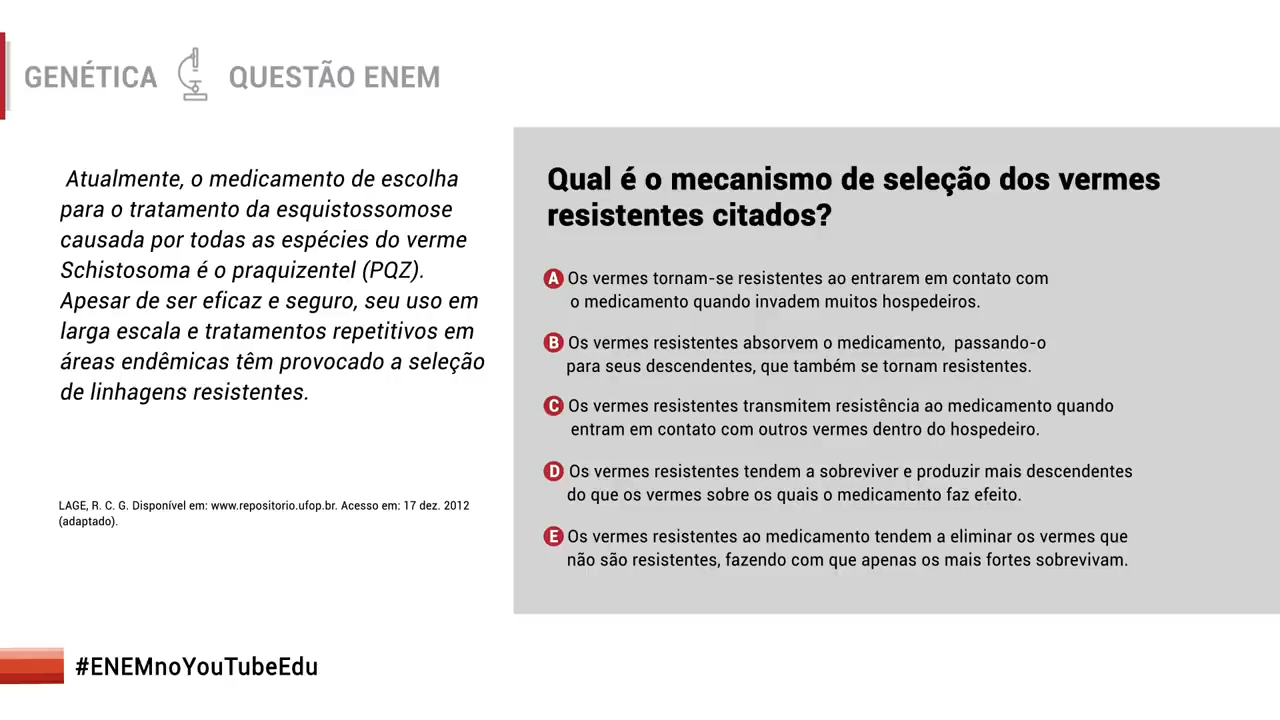 GENÉTICA QUESTÃO ENEM
Atualmente, o medicamento de escolha
para o tratamento da esquistossomose
causada por todas as espécies do verme
Schistosoma é o praquizentel (PQZ).
Apesar de ser eficaz e seguro, seu uso em
larga escala e tratamentos repetitivos em
áreas endêmicas têm provocado a seleção
de linhagens resistentes.
LAGE, R. C. G. Disponível em: www.repositorio.ufop.br. Acesso em: 17 dez. 2012
(adaptado).
Qual é o mecanismo de seleção dos vermes
resistentes citados?
A Os vermes tornam-se resistentes ao entrarem em contato com
o medicamento quando invadem muitos hospedeiros.
B Os vermes resistentes absorvem o medicamento, passando-o
para seus descendentes, que também se tornam resistentes.
C Os vermes resistentes transmitem resistência ao medicamento quando
entram em contato com outros vermes dentro do hospedeiro.
D Os vermes resistentes tendem a sobreviver e produzir mais descendentes
do que os vermes sobre os quais o medicamento faz efeito.
E Os vermes resistentes ao medicamento tendem a eliminar os vermes que
não são resistentes, fazendo com que apenas os mais fortes sobrevivam.
#ENEMnoYouTubeEdu